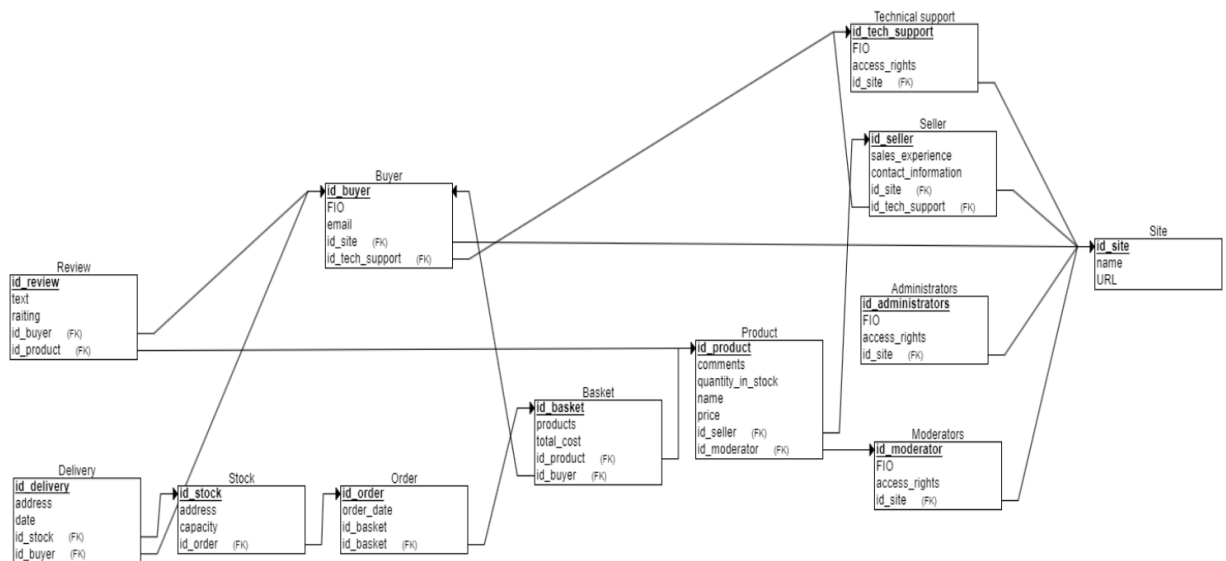 Technical support
id_tech_support
FIO
access_rights
id_site (FK)
Seller
id_seller
sales_experience
contact_information
id_site (FK)
id_tech_support (FK)
Buyer
id_buyer
FIO
email
id_site (FK)
id_tech_support (FK)
Site
id_site
name
URL
Review
id_review
text
raiting
id_buyer (FK)
id_product (FK)
Administrators
id_administrators
FIO
access_rights
id_site (FK)
Product
id_product
comments
quantity_in_stock
name
price
id_seller (FK)
id_moderator (FK)
Basket
id_basket
products
total_cost
id_product (FK)
id_buyer (FK)
Moderators
id_moderator
FIO
access_rights
id_site (FK)
Delivery
id_delivery
address
date
id_stock (FK)
id_buyer (FK)
Stock
id_stock
address
capacity
id_order (FK)
Order
id_order
order_date
id_basket
id_basket (FK)